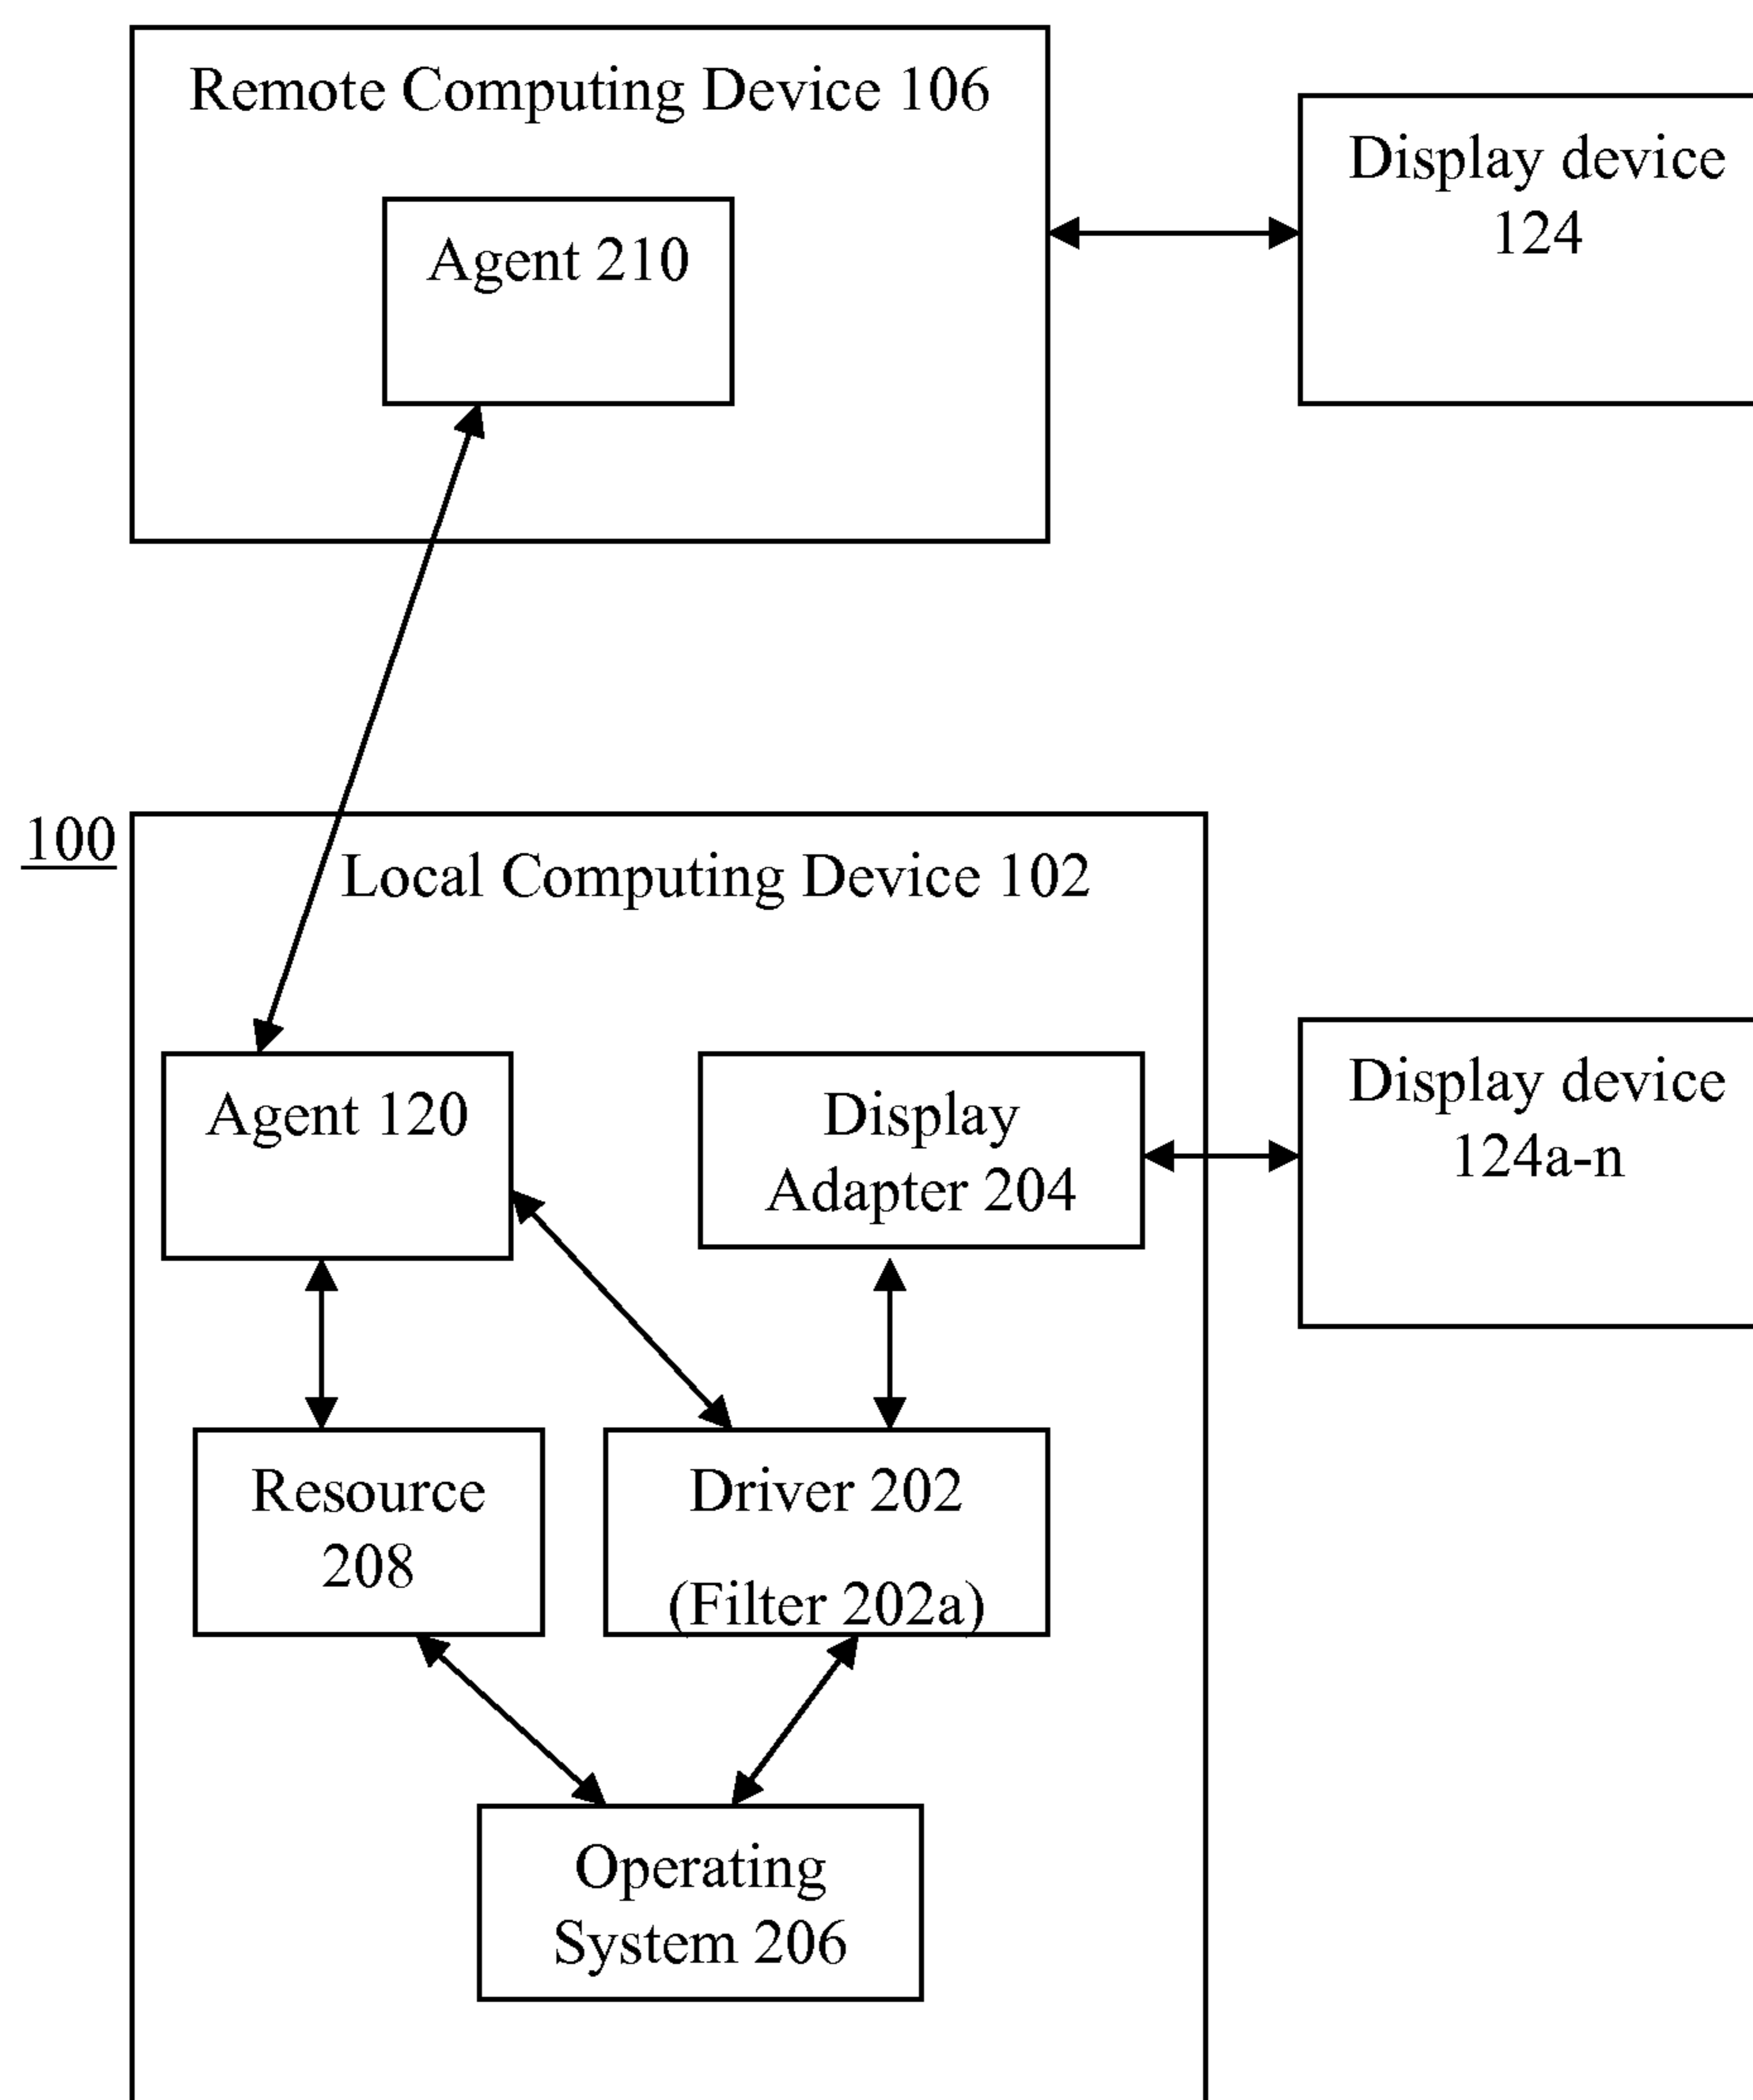 Remote Computing Device 106
Display device
124
Agent 210
100
Local Computing Device 102
Agent 120
Display
Adapter 204
Display device
124a-n
Resource
208
Driver 202
(Filter 202a)
Operating
System 206